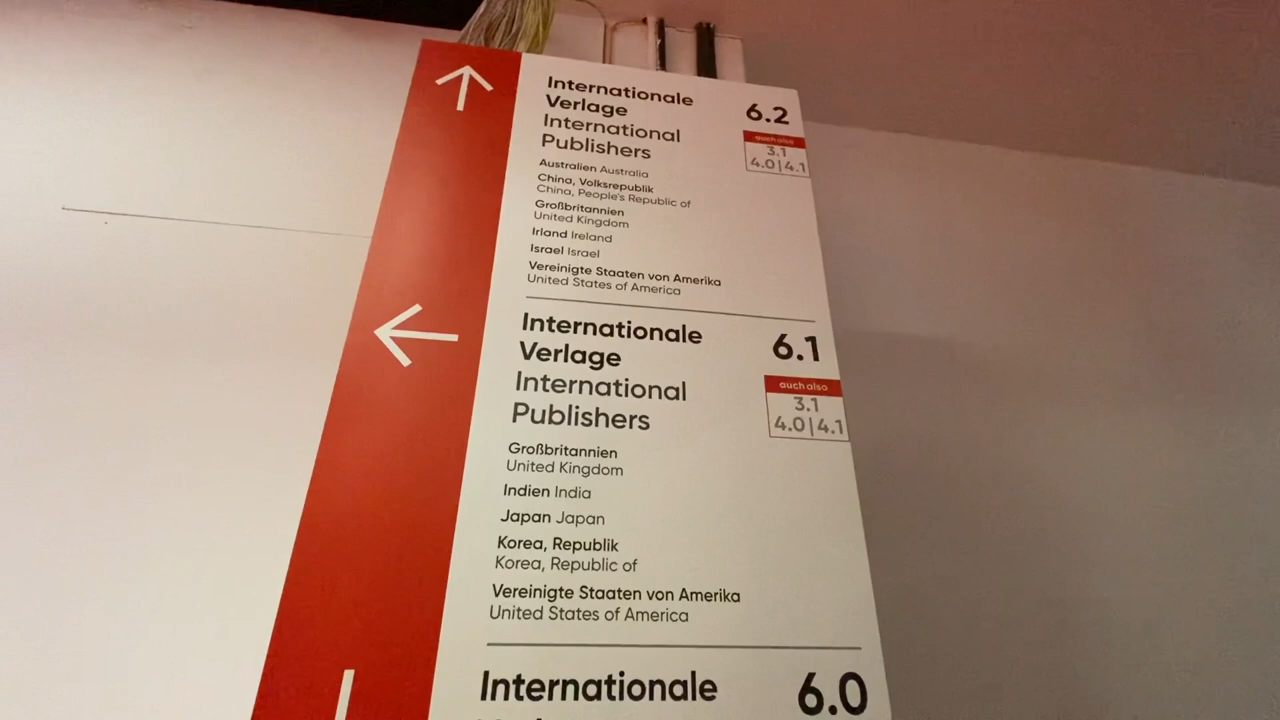 Internationale
Verlage
International
Publishers
6.2
auch also
3.1
4.0|4.1
Australien Australia
China, Volksrepublik
China, People's Republic of
Großbritannien
United Kingdom
Irland Ireland
Israel Israel
Vereinigte Staaten von Amerika
United States of America
Internationale
Verlage
International
Publishers
6.1
auch also
3.1
4.0|4.1
Großbritannien
United Kingdom
Indien India
Japan Japan
Korea, Republik
Korea, Republic of
Vereinigte Staaten von Amerika
United States of America
Internationale
6.0